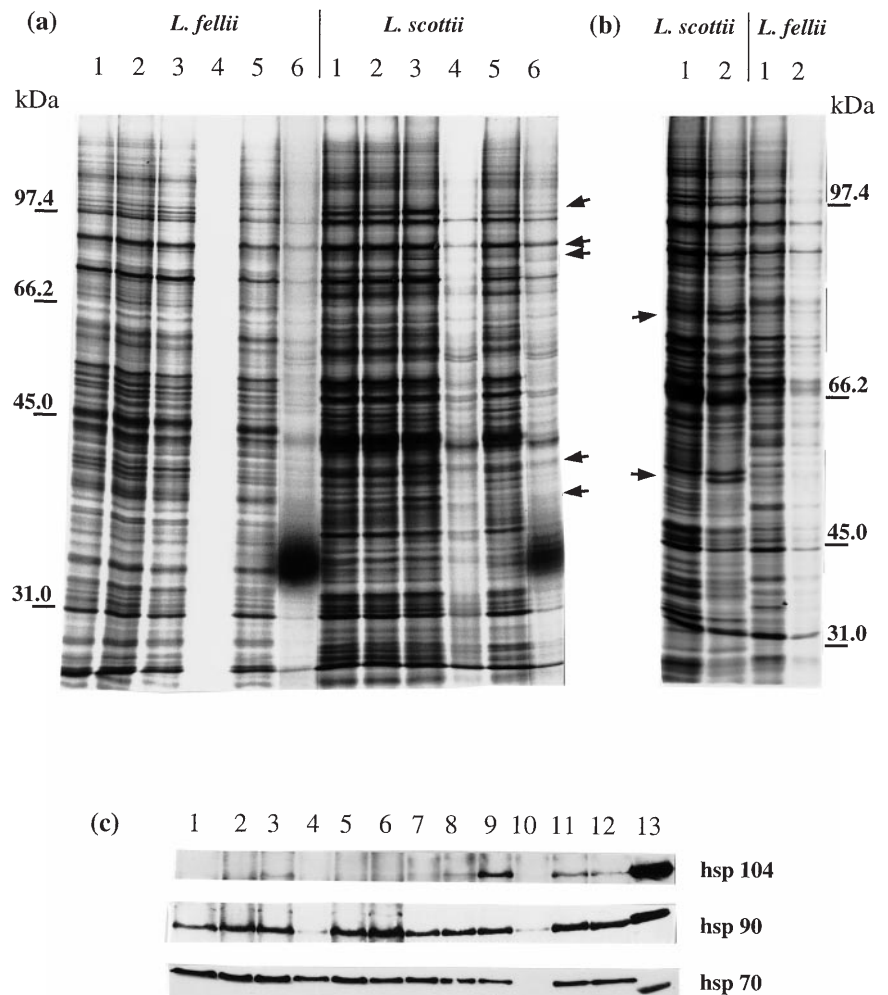 (a) L. fellii L. scottii
1 2 3 4 5 6 1 2 3 4 5 6
kDa
97.4
66.2
45.0
31.0
(b) L. scottii L. fellii
1 2 1 2
kDa
97.4
66.2
45.0
31.0
(c) 1 2 3 4 5 6 7 8 9 10 11 12 13
hsp 104
hsp 90
hsp 70